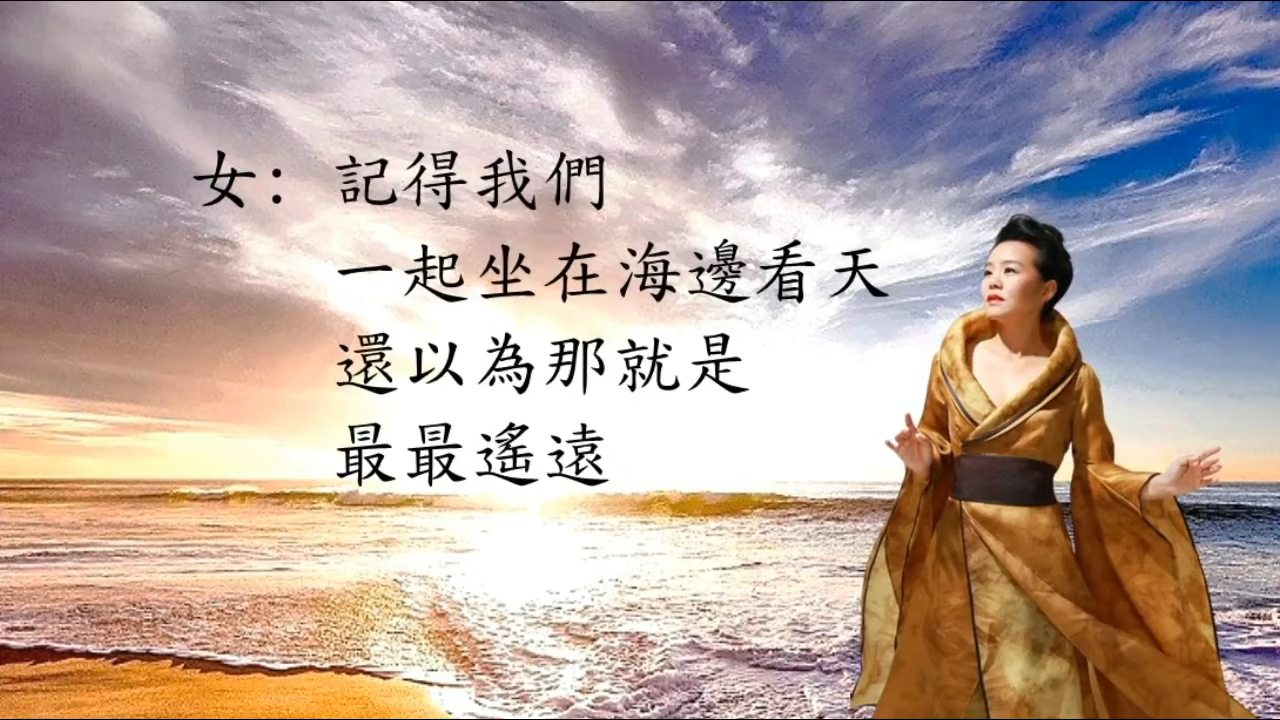 女：記得我們
一起坐在海邊看天
還以為那就是
最最遙遠